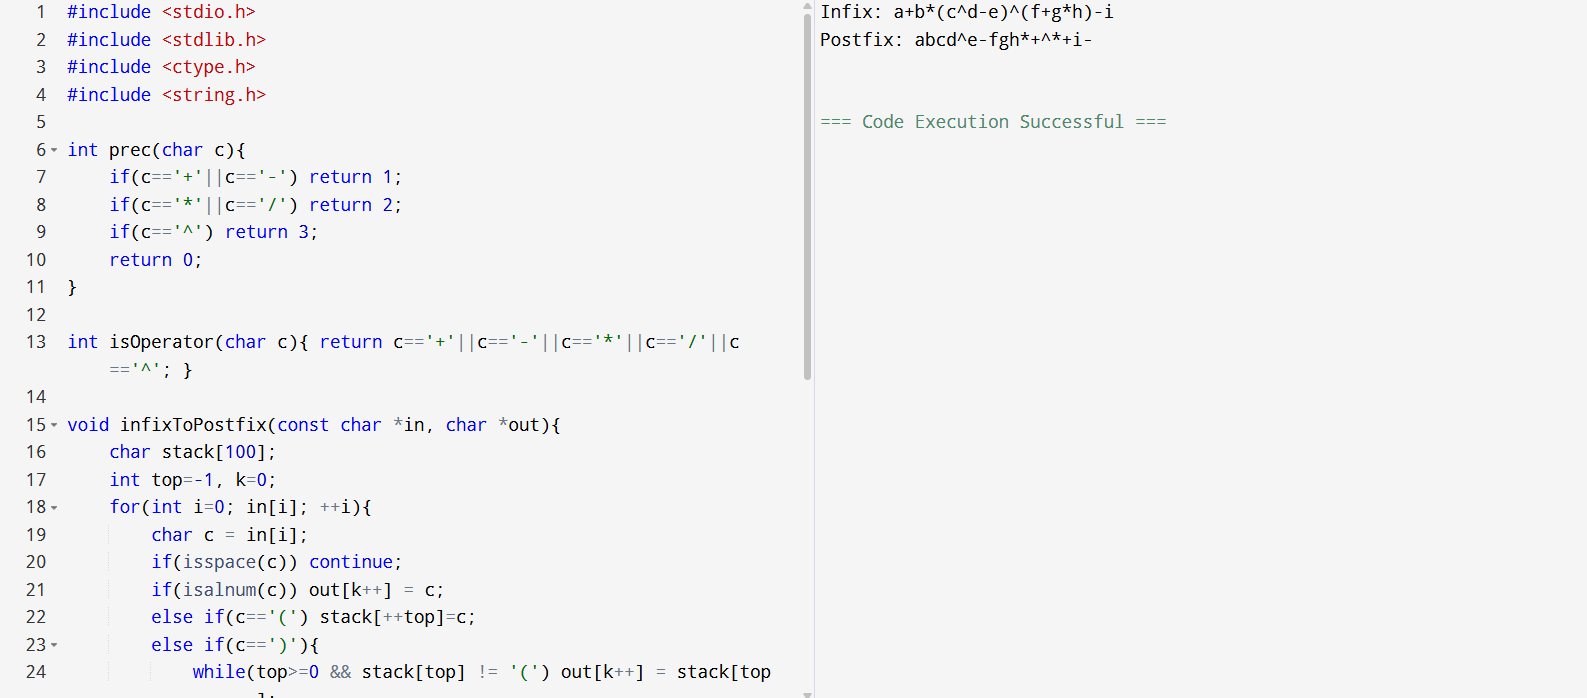 1 #include <stdio.h>
2 #include <stdlib.h>
3 #include <ctype.h>
4 #include <string.h>
5
6 int prec(char c){
7     if(c=='+'||c=='-') return 1;
8     if(c=='*'||c=='/') return 2;
9     if(c=='^') return 3;
10     return 0;
11 }
12
13 int isOperator(char c){ return c=='+'||c=='-'||c=='*'||c=='/'||c
    =='^'; }
14
15 void infixToPostfix(const char *in, char *out){
16     char stack[100];
17     int top=-1, k=0;
18     for(int i=0; in[i]; ++i){
19         char c = in[i];
20         if(isspace(c)) continue;
21         if(isalnum(c)) out[k++] = c;
22         else if(c=='(') stack[++top]=c;
23         else if(c==')'){
24             while(top>=0 && stack[top] != '(') out[k++] = stack[top
Infix: a+b*(c^d-e)^(f+g*h)-i
Postfix: abcd^e-fgh*+^*+i-
=== Code Execution Successful ===